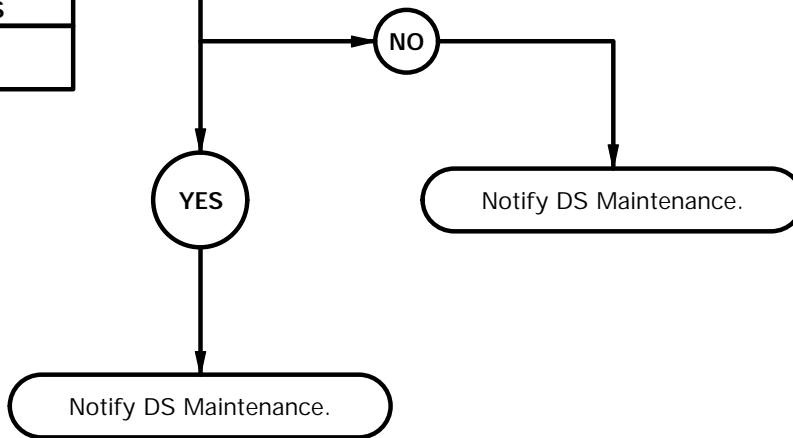 S
NO
YES
Notify DS Maintenance.
Notify DS Maintenance.